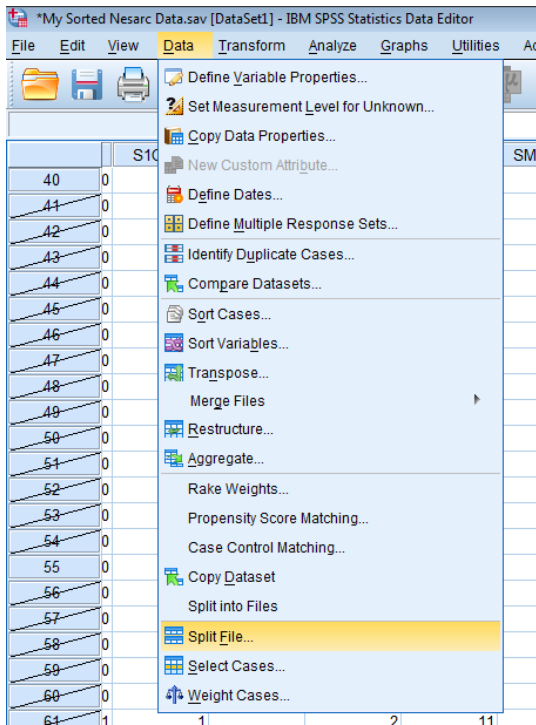 *My Sorted Nesarc Data.sav [DataSet1] - IBM SPSS Statistics Data Editor
File Edit View Data Transform Analyze Graphs Utilities
Define Variable Properties...
Set Measurement Level for Unknown...
Copy Data Properties...
New Custom Attribute...
Define Dates...
Define Multiple Response Sets...
Identify Duplicate Cases...
Compare Datasets...
Sort Cases...
Sort Variables...
Transpose...
Merge Files
Restructure...
Aggregate...
Rake Weights...
Propensity Score Matching...
Case Control Matching...
Copy Dataset
Split into Files
Split File...
Select Cases...
Weight Cases...
S1 SM
40 0
41 0
42 0
43 0
44 0
45 0
46 0
47 0
48 0
49 0
50 0
51 0
52 0
53 0
54 0
55 0
56 0
57 0
58 0
59 0
60 0
61 1 1 2 11